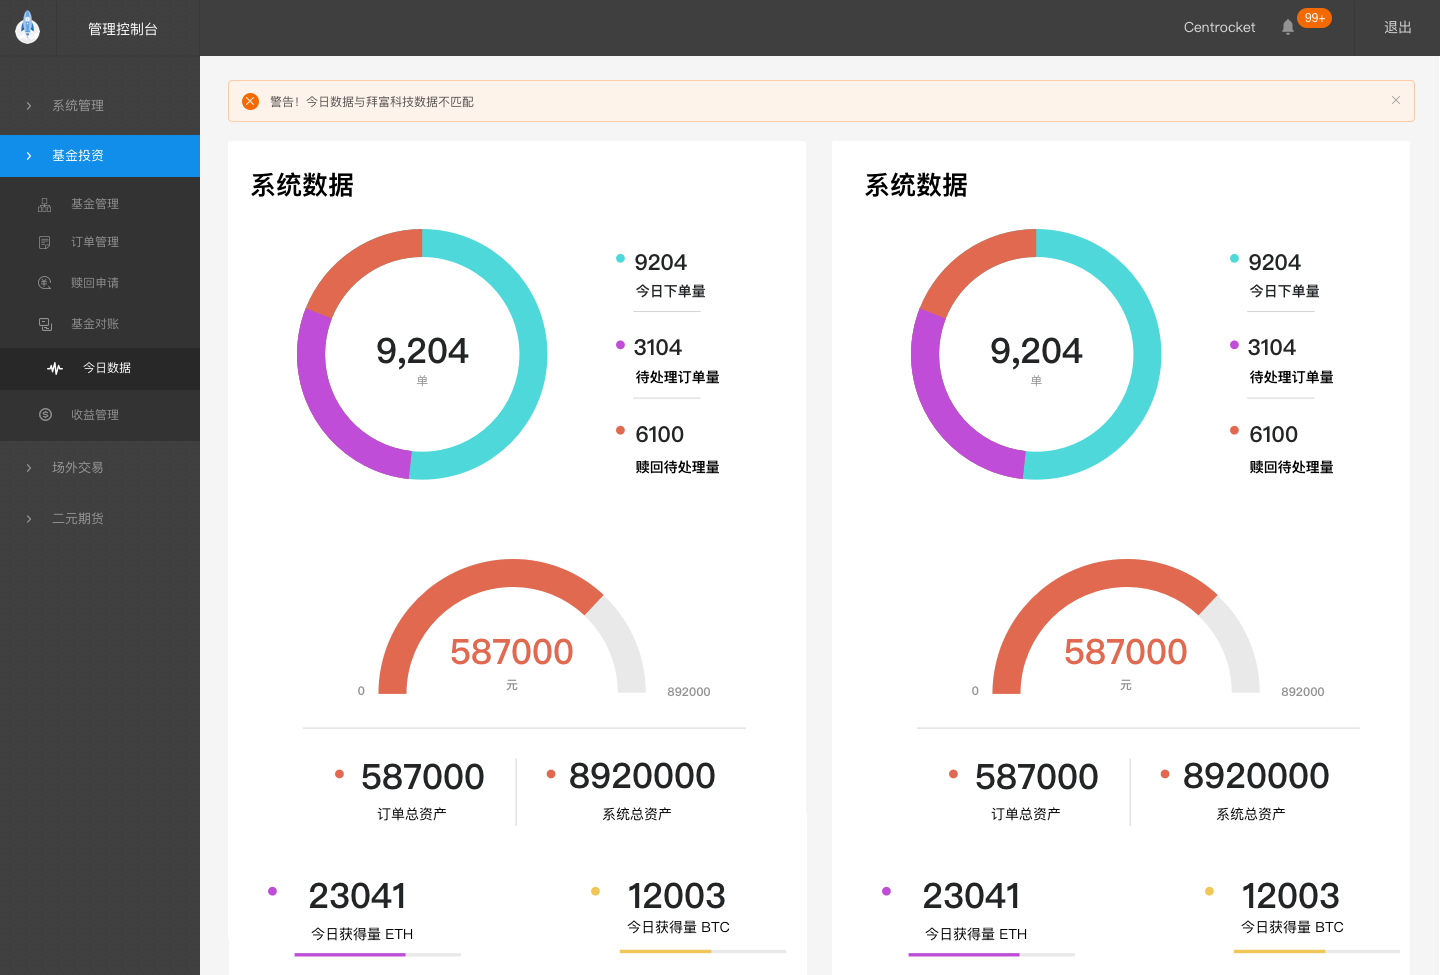 管理控制台
Centrocket
99+
退出
系统管理
基金投资
基金管理
订单管理
赎回申请
基金对账
今日数据
收益管理
场外交易
二元期货
警告！今日数据与拜富科技数据不匹配
系统数据
9,204
单
9204
今日下单量
3104
待处理订单量
6100
赎回待处理量
587000
元
0
892000
587000
订单总资产
8920000
系统总资产
23041
今日获得量 ETH
12003
今日获得量 BTC
系统数据
9,204
单
9204
今日下单量
3104
待处理订单量
6100
赎回待处理量
587000
元
0
892000
587000
订单总资产
8920000
系统总资产
23041
今日获得量 ETH
12003
今日获得量 BTC